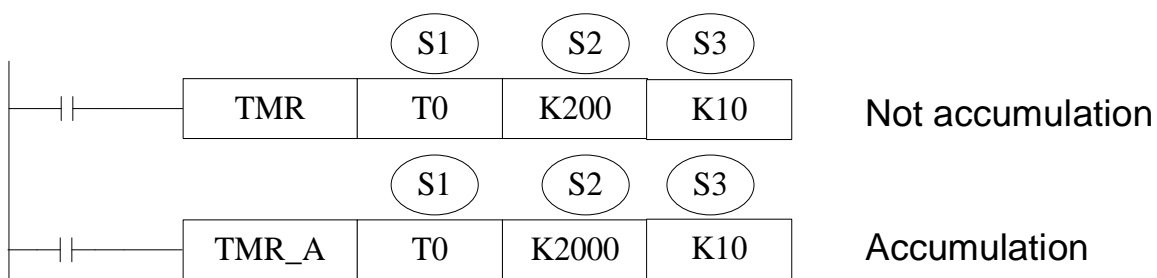 S1 S2 S3
TMR T0 K200 K10 Not accumulation
S1 S2 S3
TMR_A T0 K2000 K10 Accumulation